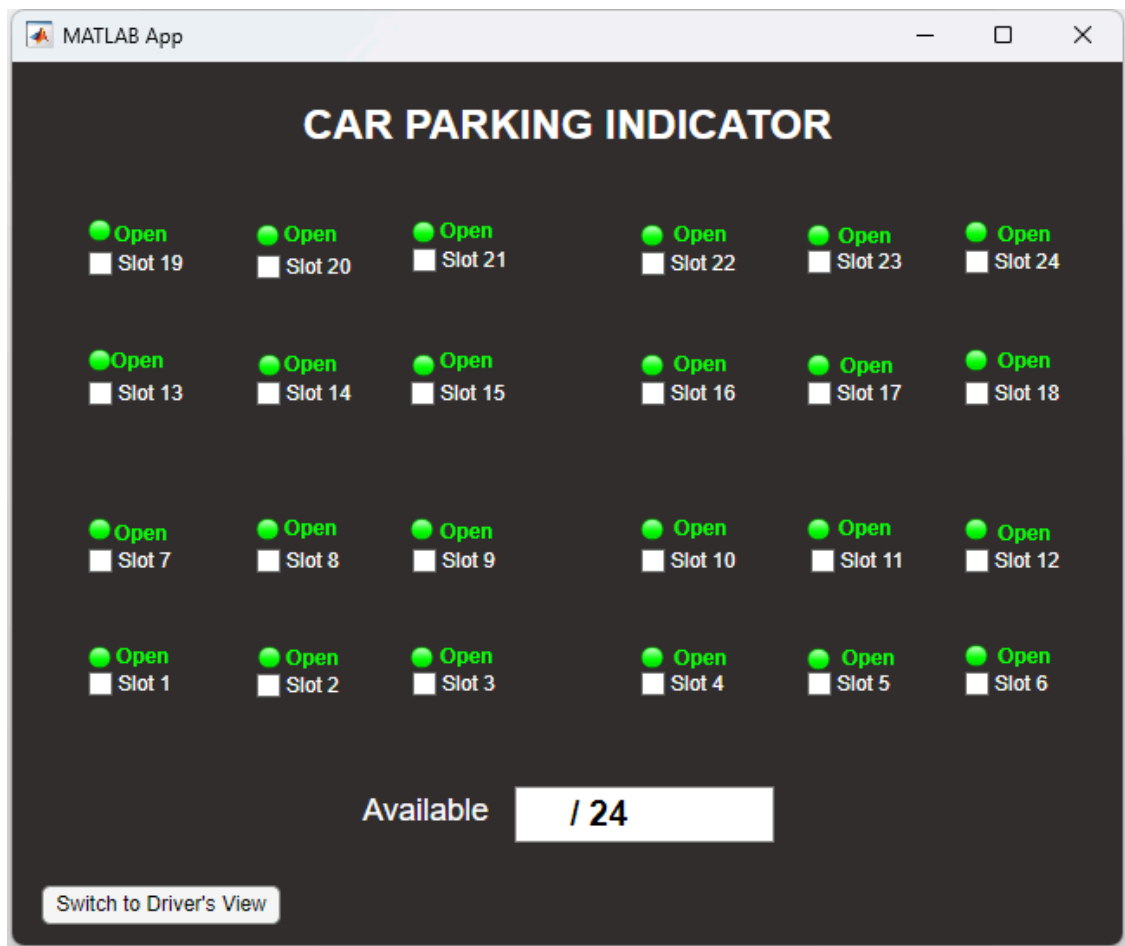 MATLAB App
CAR PARKING INDICATOR
Open Open Open Open Open Open
Slot 19 Slot 20 Slot 21 Slot 22 Slot 23 Slot 24
Open Open Open Open Open Open
Slot 13 Slot 14 Slot 15 Slot 16 Slot 17 Slot 18
Open Open Open Open Open Open
Slot 7 Slot 8 Slot 9 Slot 10 Slot 11 Slot 12
Open Open Open Open Open Open
Slot 1 Slot 2 Slot 3 Slot 4 Slot 5 Slot 6
Available / 24
Switch to Driver's View